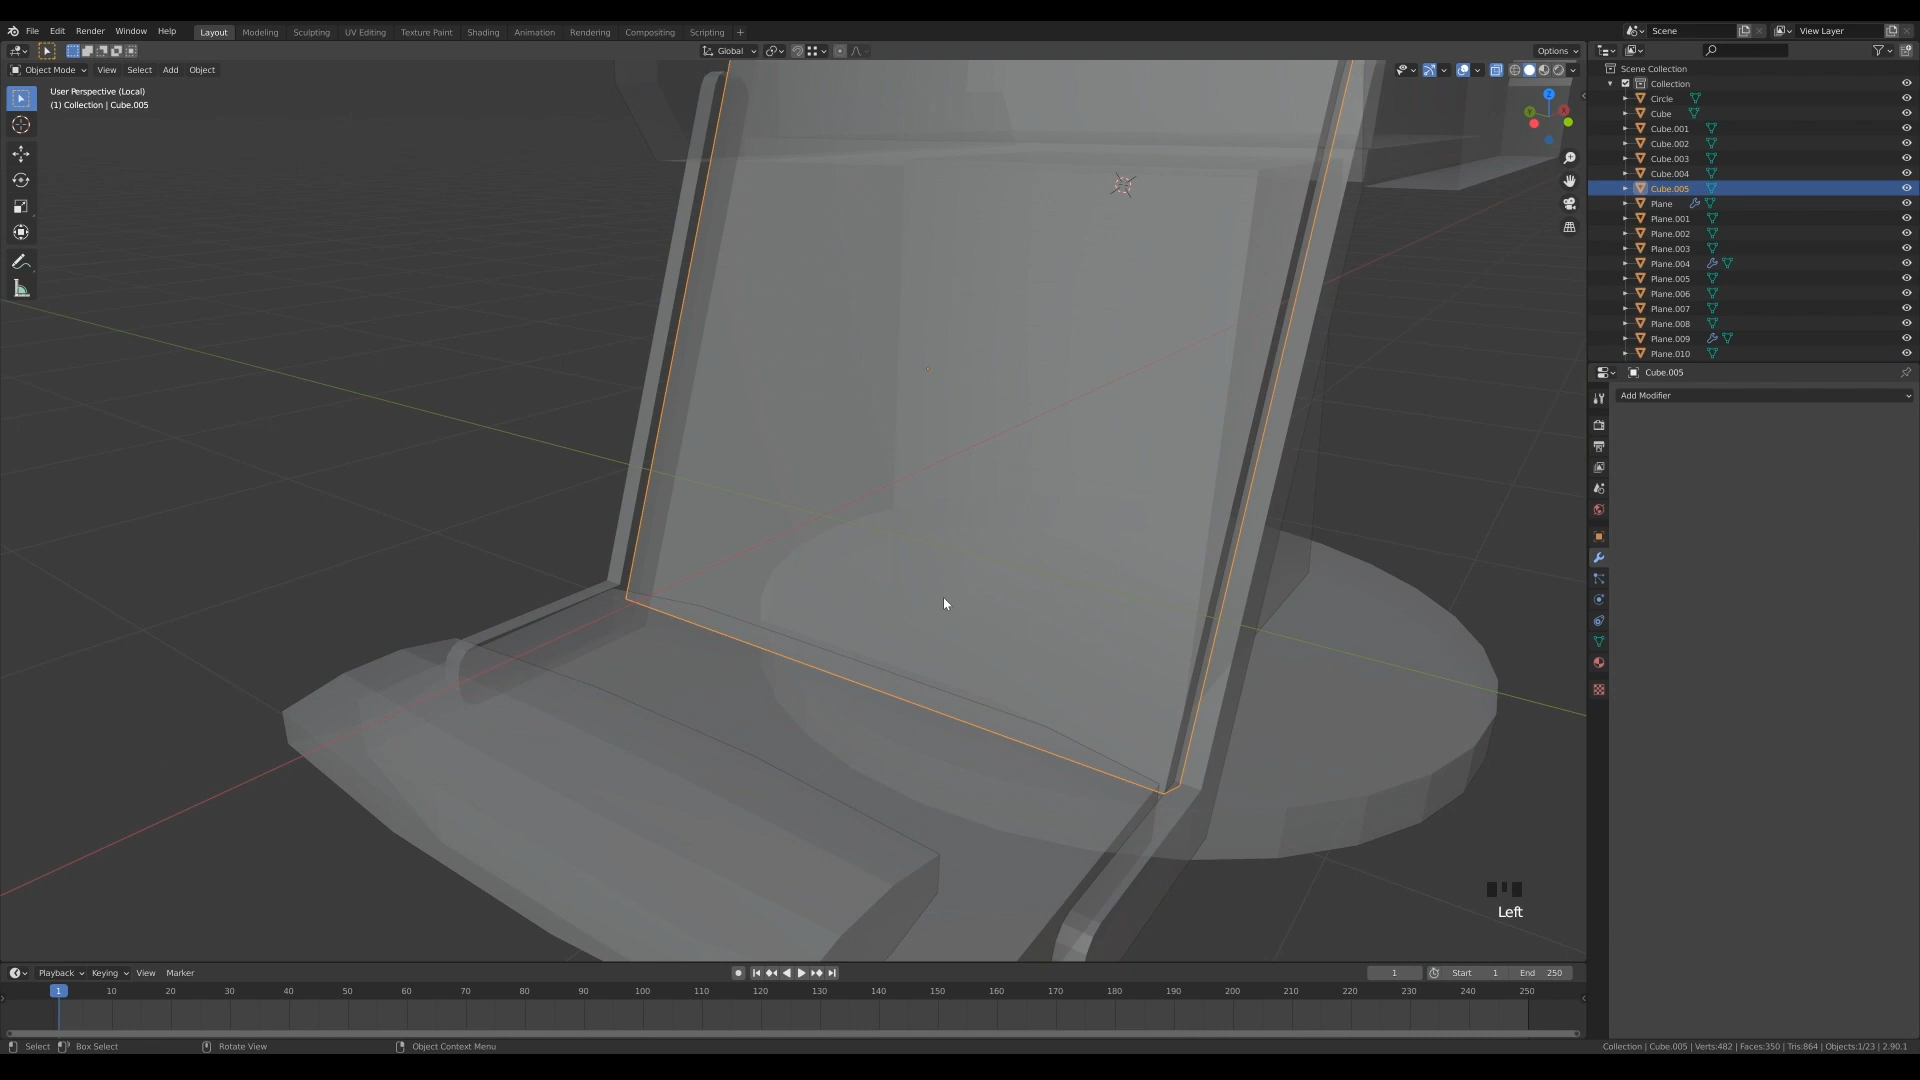 File Edit Render Window Help Layout Modeling Sculpting UV Editing Texture Paint Shading Animation Rendering Compositing Scripting + Scene View Layer
Global Options
Object Mode View Select Add Object
User Perspective (Local)
(1) Collection | Cube.005
Z
Y
X
Scene Collection
Collection
Circle
Cube
Cube.001
Cube.002
Cube.003
Cube.004
Cube.005
Plane
Plane.001
Plane.002
Plane.003
Plane.004
Plane.005
Plane.006
Plane.007
Plane.008
Plane.009
Plane.010
Cube.005
Add Modifier
Left
Playback Keying View Marker 1 Start 1 End 250
1 10 20 30 40 50 60 70 80 90 100 110 120 130 140 150 160 170 180 190 200 210 220 230 240 250
Select Box Select Rotate View Object Context Menu Collection | Cube.005 | Verts:482 | Faces:350 | Tris:864 | Objects:1/23 | 2.90.1